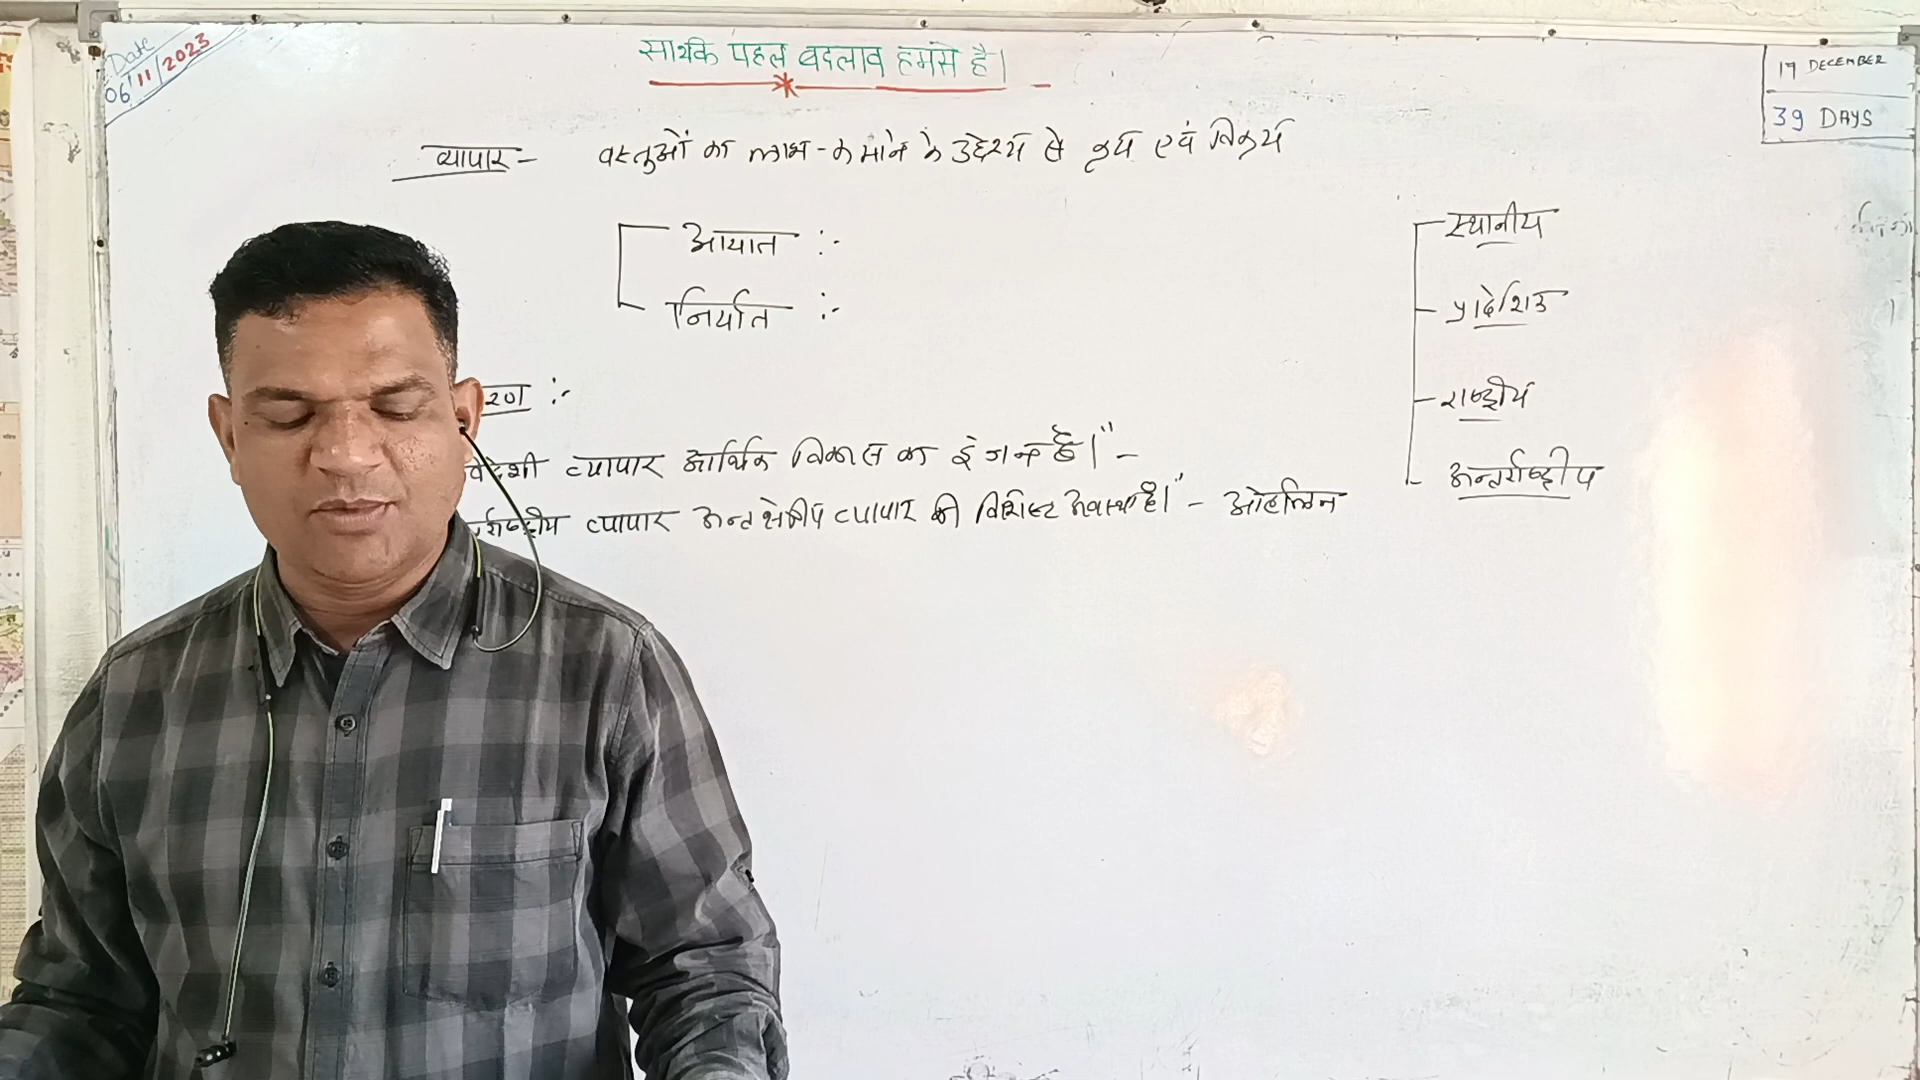 Date
06/11/2023
सार्थक पहल बदलाव हमसे है।
17 DECEMBER
39 DAYS
व्यापार - वस्तुओं का लाभ - कमाने के उद्देश्य से क्रय एवं विक्रय
आयात :-
निर्यात :-
स्थानीय
प्रादेशिक
राष्ट्रीय
अन्तर्राष्ट्रीय
रण :-
व्यापार आर्थिक विकास का इंजन है।" -
र्राष्ट्रीय व्यापार अन्तर्क्षेत्रीय व्यापार की विशिष्ट अवस्था है।" - ओहलिन